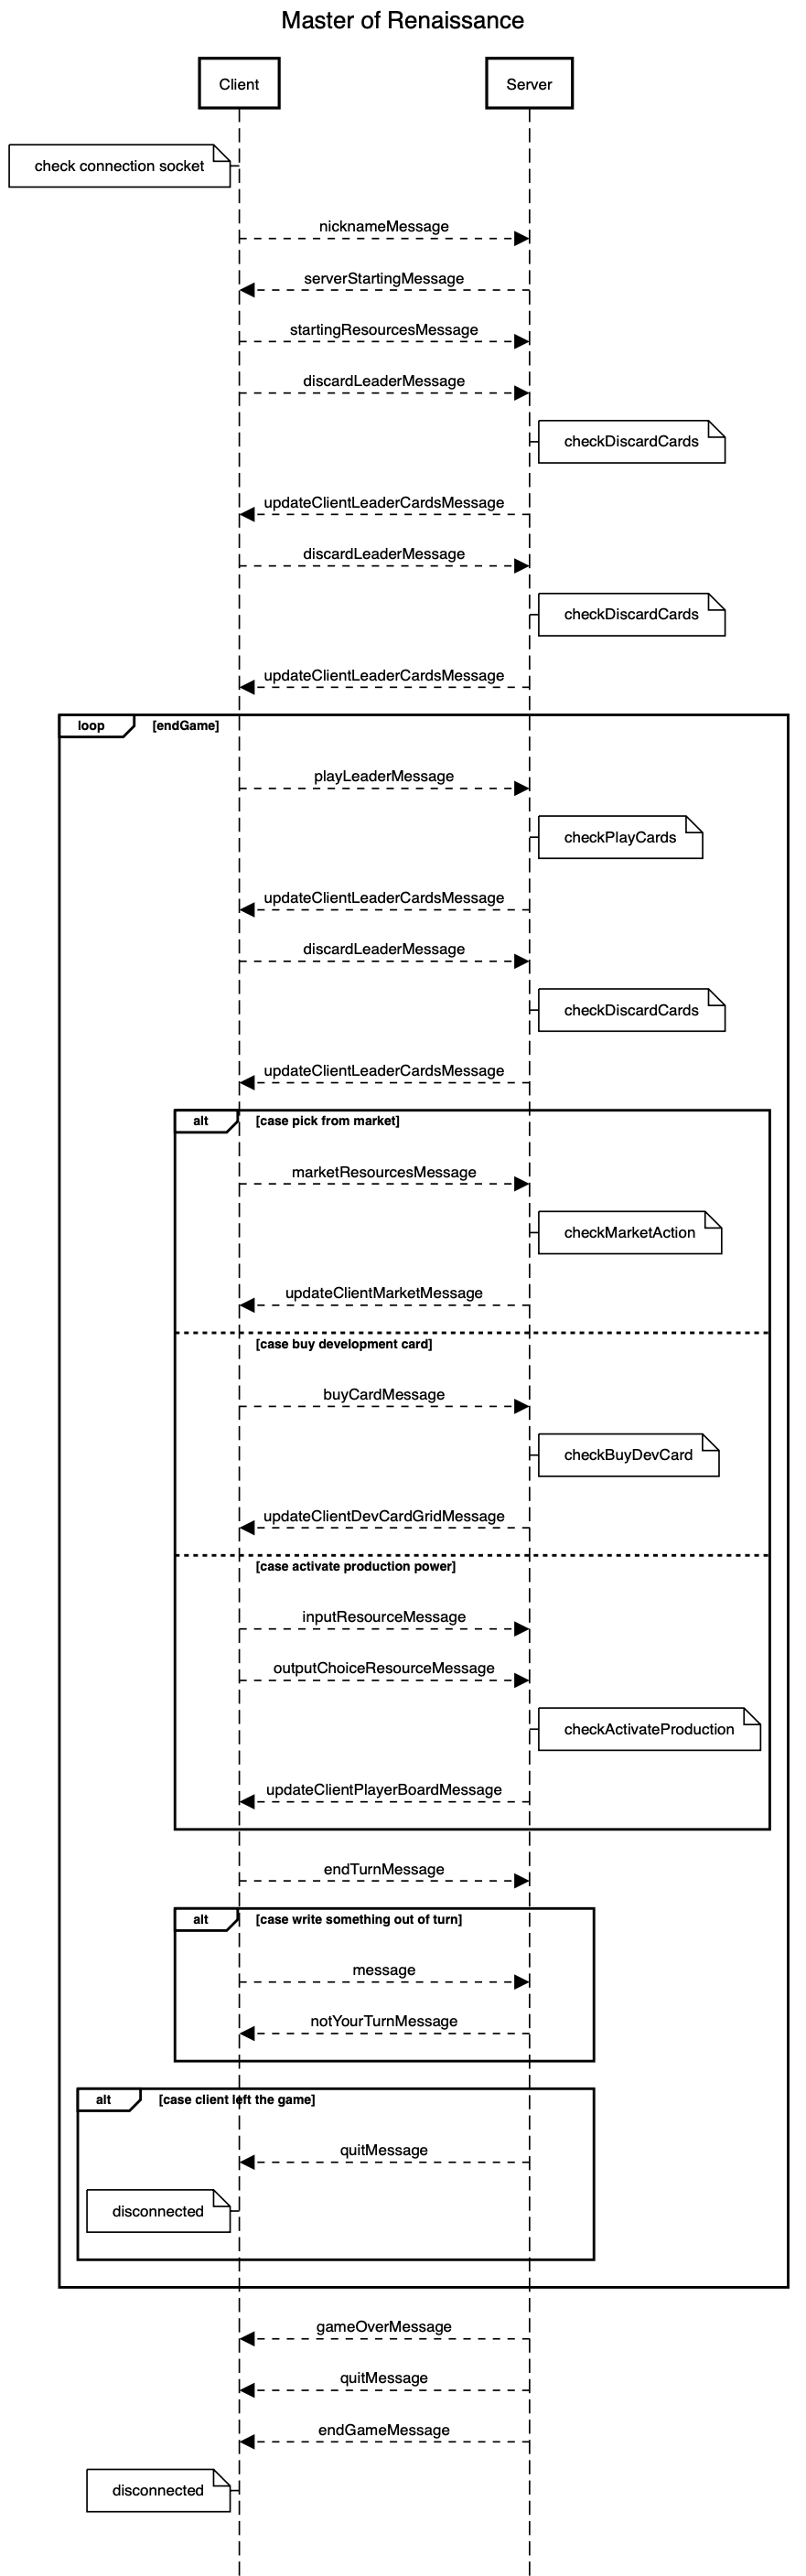 Master of Renaissance
Client
Server
check connection socket
nicknameMessage
serverStartingMessage
startingResourcesMessage
discardLeaderMessage
checkDiscardCards
updateClientLeaderCardsMessage
discardLeaderMessage
checkDiscardCards
updateClientLeaderCardsMessage
loop
[endGame]
playLeaderMessage
checkPlayCards
updateClientLeaderCardsMessage
discardLeaderMessage
checkDiscardCards
updateClientLeaderCardsMessage
alt
[case pick from market]
marketResourcesMessage
checkMarketAction
updateClientMarketMessage
[case buy development card]
buyCardMessage
checkBuyDevCard
updateClientDevCardGridMessage
[case activate production power]
inputResourceMessage
outputChoiceResourceMessage
checkActivateProduction
updateClientPlayerBoardMessage
endTurnMessage
alt
[case write something out of turn]
message
notYourTurnMessage
alt
[case client left the game]
quitMessage
disconnected
gameOverMessage
quitMessage
endGameMessage
disconnected